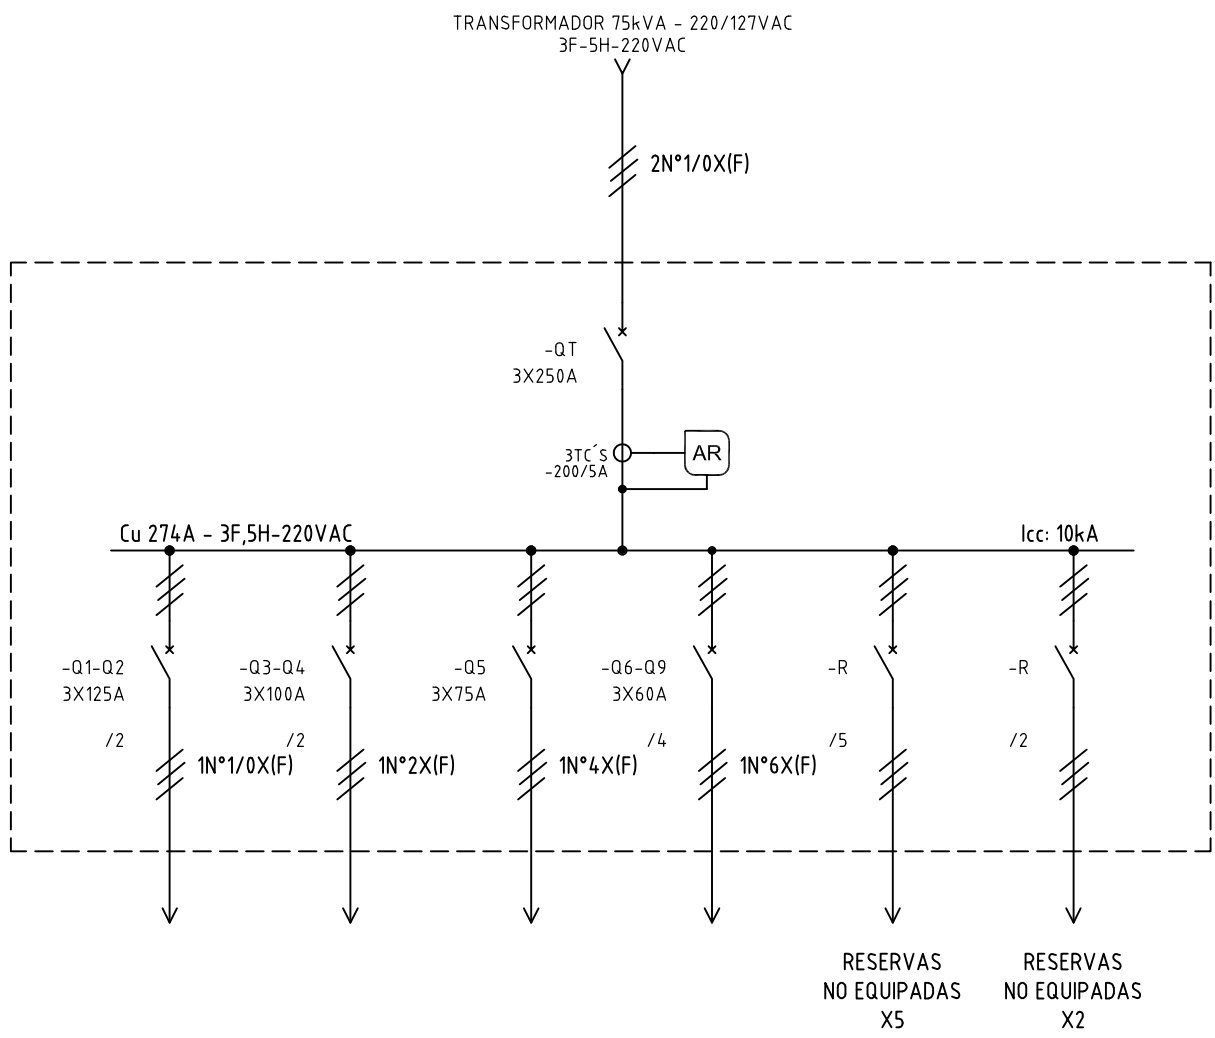 TRANSFORMADOR 75kVA - 220/127VAC
3F-5H-220VAC
2N°1/0X(F)
-QT
3X250A
3TC´S
-200/5A
AR
Cu 274A - 3F,5H-220VAC
Icc: 10kA
-Q1-Q2
3X125A
/2
1N°1/0X(F)
-Q3-Q4
3X100A
/2
1N°2X(F)
-Q5
3X75A
1N°4X(F)
-Q6-Q9
3X60A
/4
1N°6X(F)
-R
/5
-R
/2
RESERVAS
NO EQUIPADAS
X5
RESERVAS
NO EQUIPADAS
X2